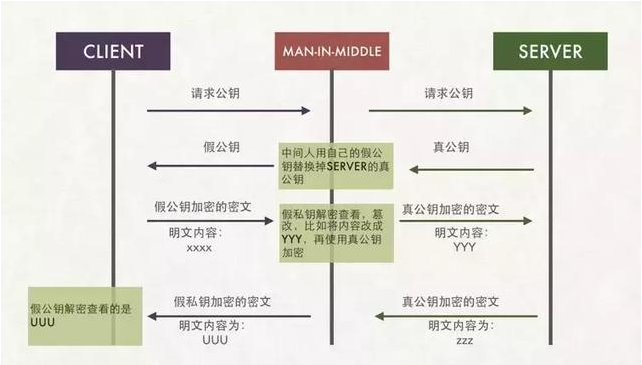 CLIENT
MAN-IN-MIDDLE
SERVER
请求公钥
请求公钥
假公钥
中间人用自己的假公
钥替换掉SERVER的真
公钥
真公钥
假公钥加密的密文
明文内容：
xxxx
假私钥解密查看，篡
改，比如将内容改成
YYY，再使用真公钥
加密
真公钥加密的密文
明文内容：
YYY
假公钥解密查看的是
UUU
假私钥加密的密文
明文内容为：
UUU
真公钥加密的密文
明文内容为：
zzz